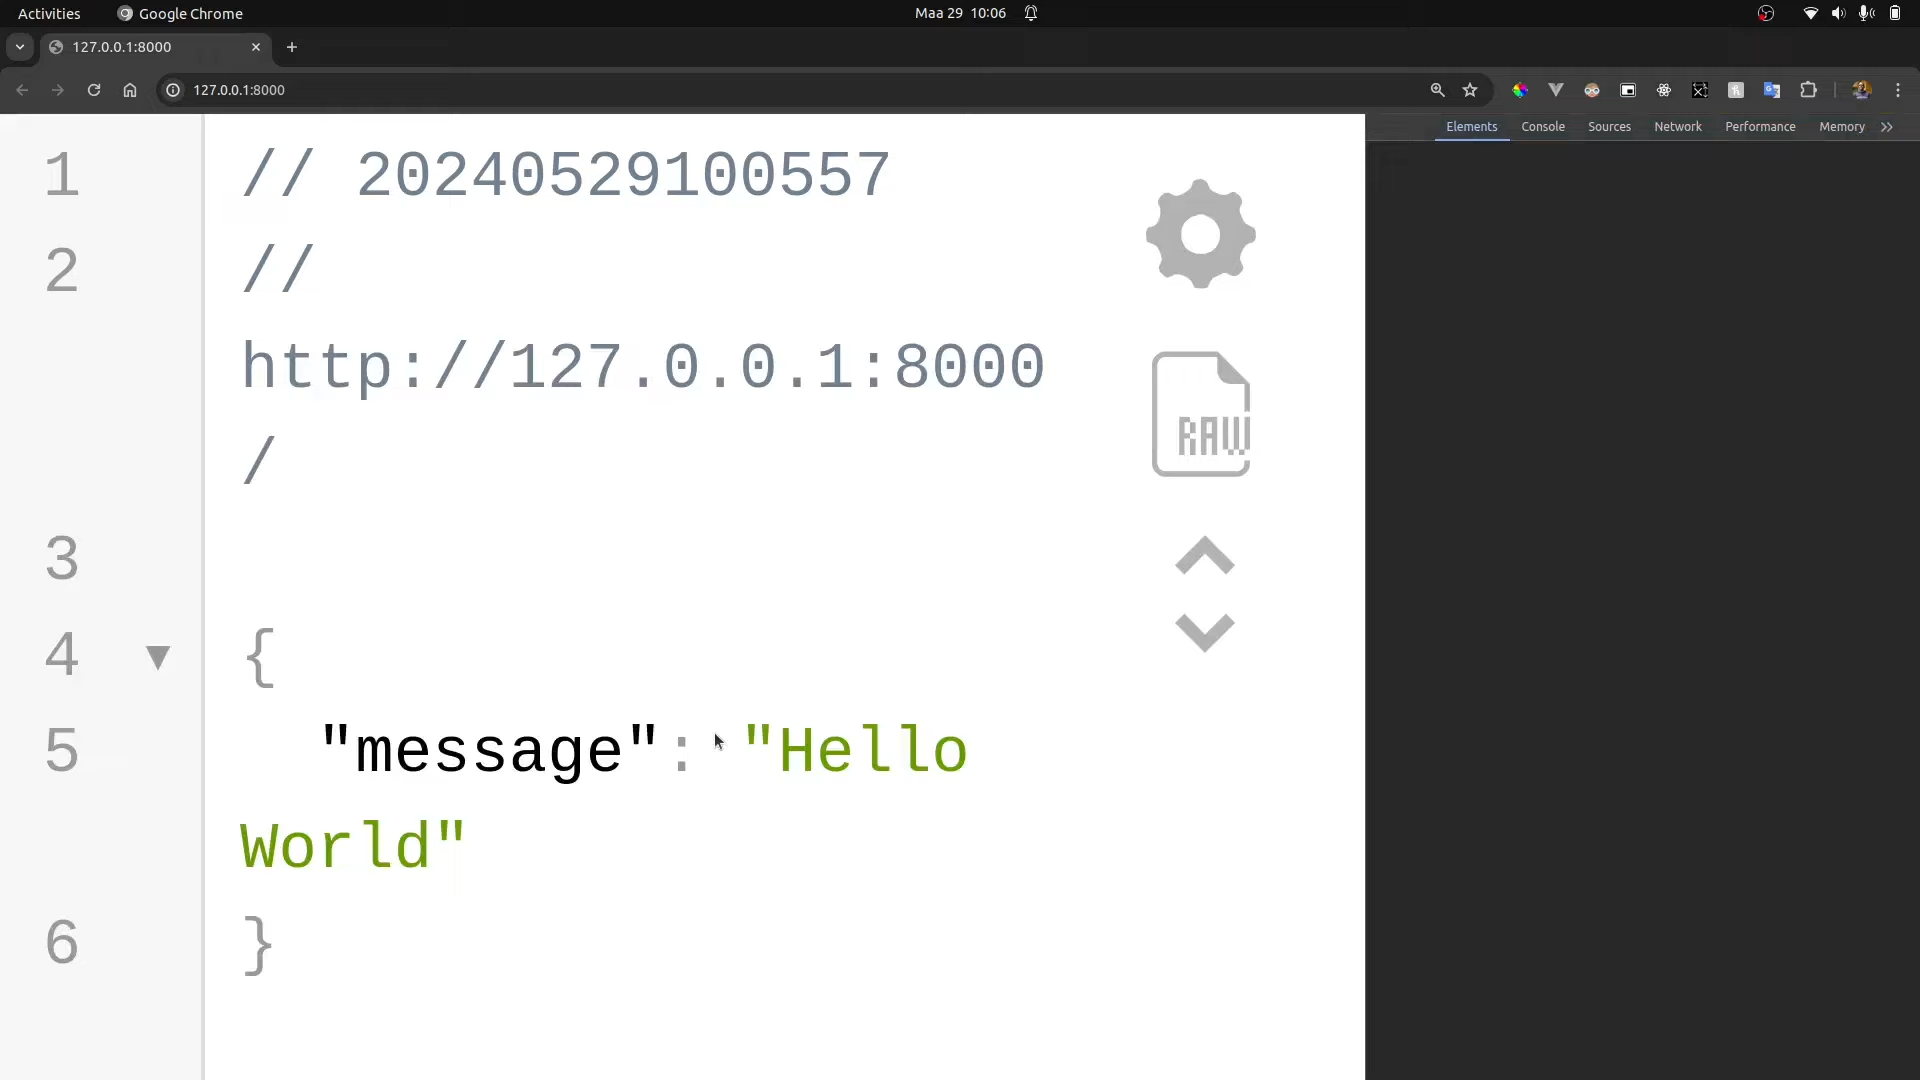 Activities
Google Chrome
Maa 29 10:06
127.0.0.1:8000
127.0.0.1:8000
Elements Console Sources Network Performance Memory
1 // 20240529100557
2 //
http://127.0.0.1:8000
/
RAW
3
4 {
5 "message": "Hello
World"
6 }